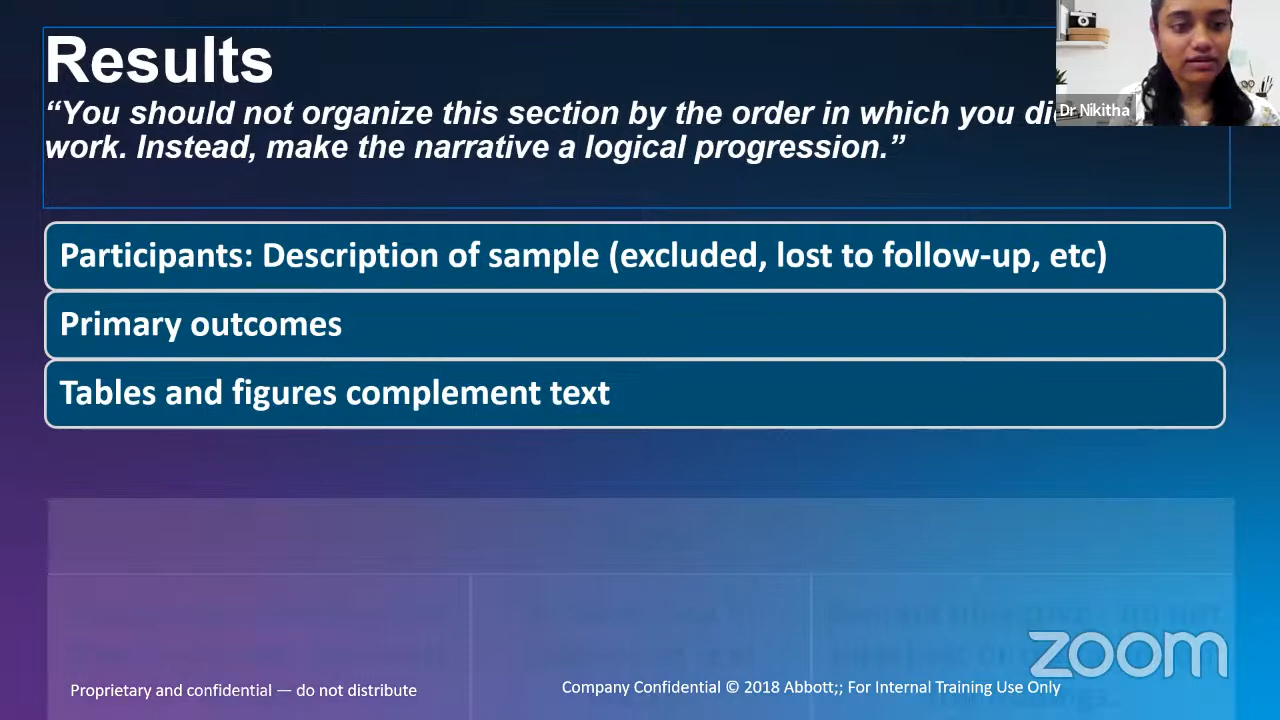 Results
“You should not organize this section by the order in which you di
work. Instead, make the narrative a logical progression.”
Dr Nikitha
Participants: Description of sample (excluded, lost to follow-up, etc)
Primary outcomes
Tables and figures complement text
zoom
Proprietary and confidential — do not distribute
Company Confidential © 2018 Abbott;; For Internal Training Use Only